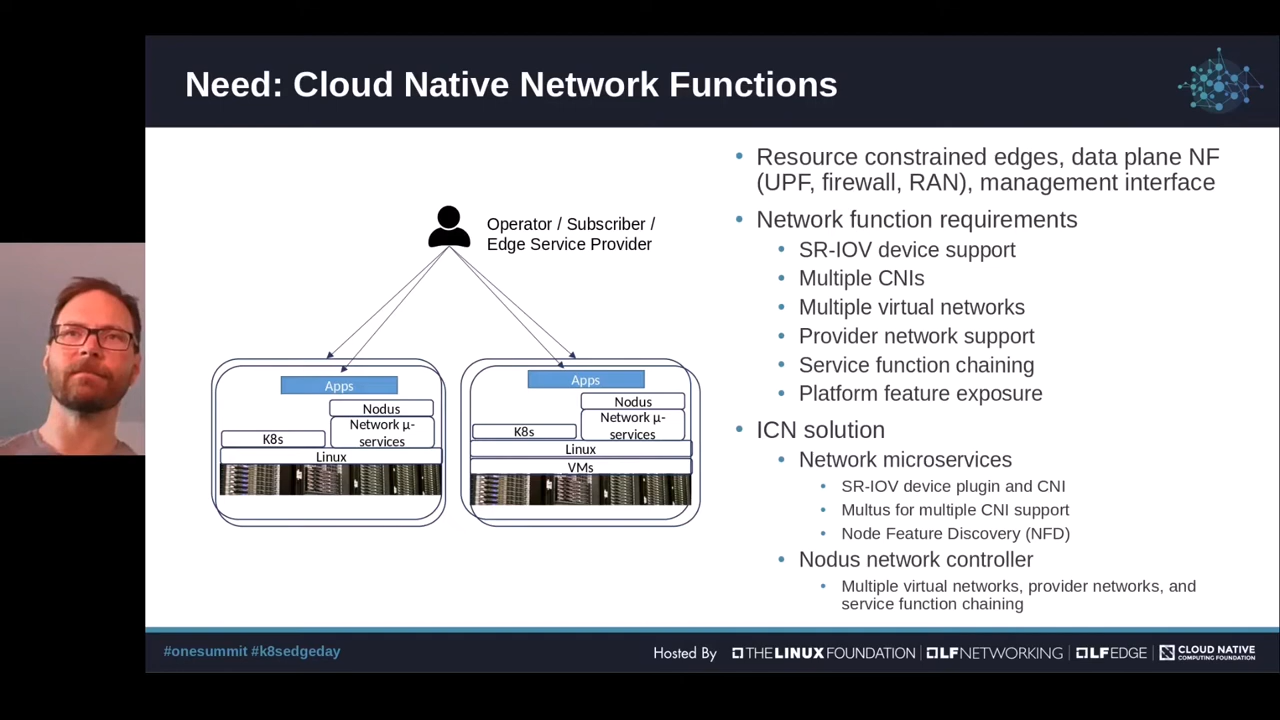 Need: Cloud Native Network Functions
Operator / Subscriber /
Edge Service Provider
Apps
Nodus
Network μ-
services
K8s
Linux
Apps
Nodus
Network μ-
services
K8s
Linux
VMs
• Resource constrained edges, data plane NF
(UPF, firewall, RAN), management interface
• Network function requirements
• SR-IOV device support
• Multiple CNIs
• Multiple virtual networks
• Provider network support
• Service function chaining
• Platform feature exposure
• ICN solution
• Network microservices
• SR-IOV device plugin and CNI
• Multus for multiple CNI support
• Node Feature Discovery (NFD)
• Nodus network controller
• Multiple virtual networks, provider networks, and
service function chaining
#onesummit #k8sedgeday
Hosted By
THE LINUX FOUNDATION
LFNETWORKING
LFEDGE
CLOUD NATIVE
COMPUTING FOUNDATION